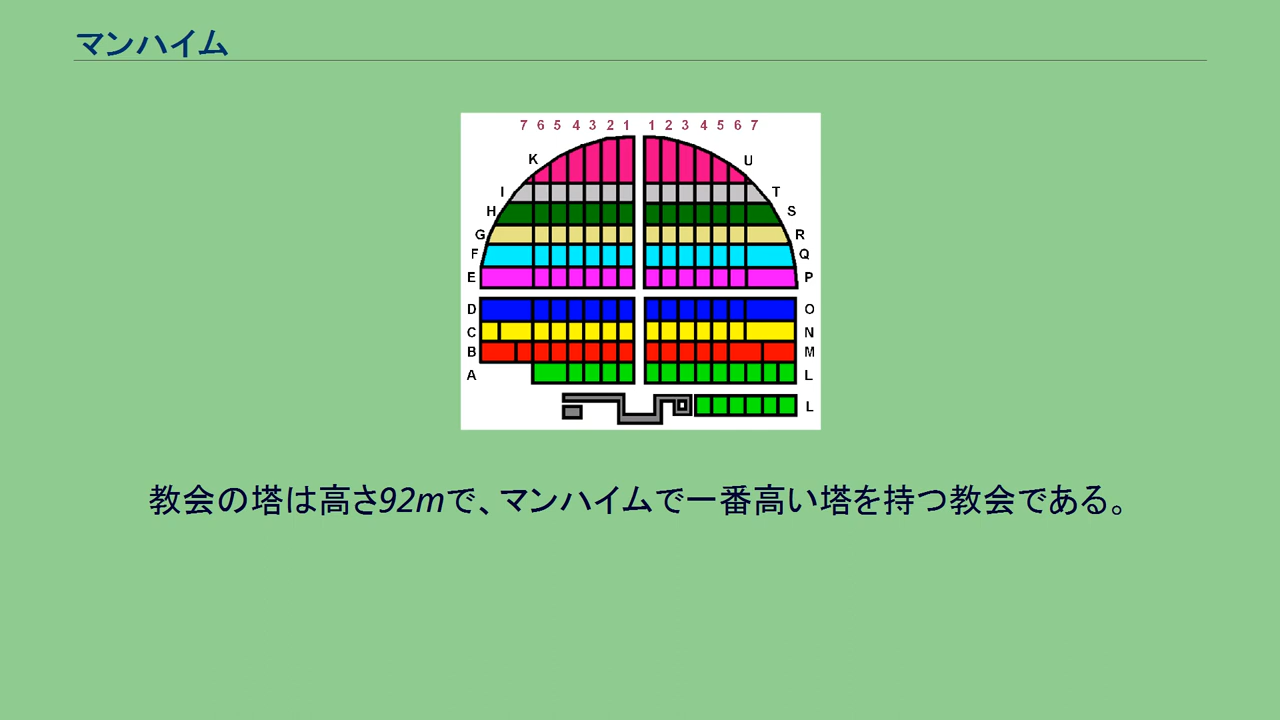 マンハイム
7 6 5 4 3 2 1 1 2 3 4 5 6 7
K U
I T
H S
G R
F Q
E P
D O
C N
B M
A L
L
教会の塔は高さ92mで、マンハイムで一番高い塔を持つ教会である。